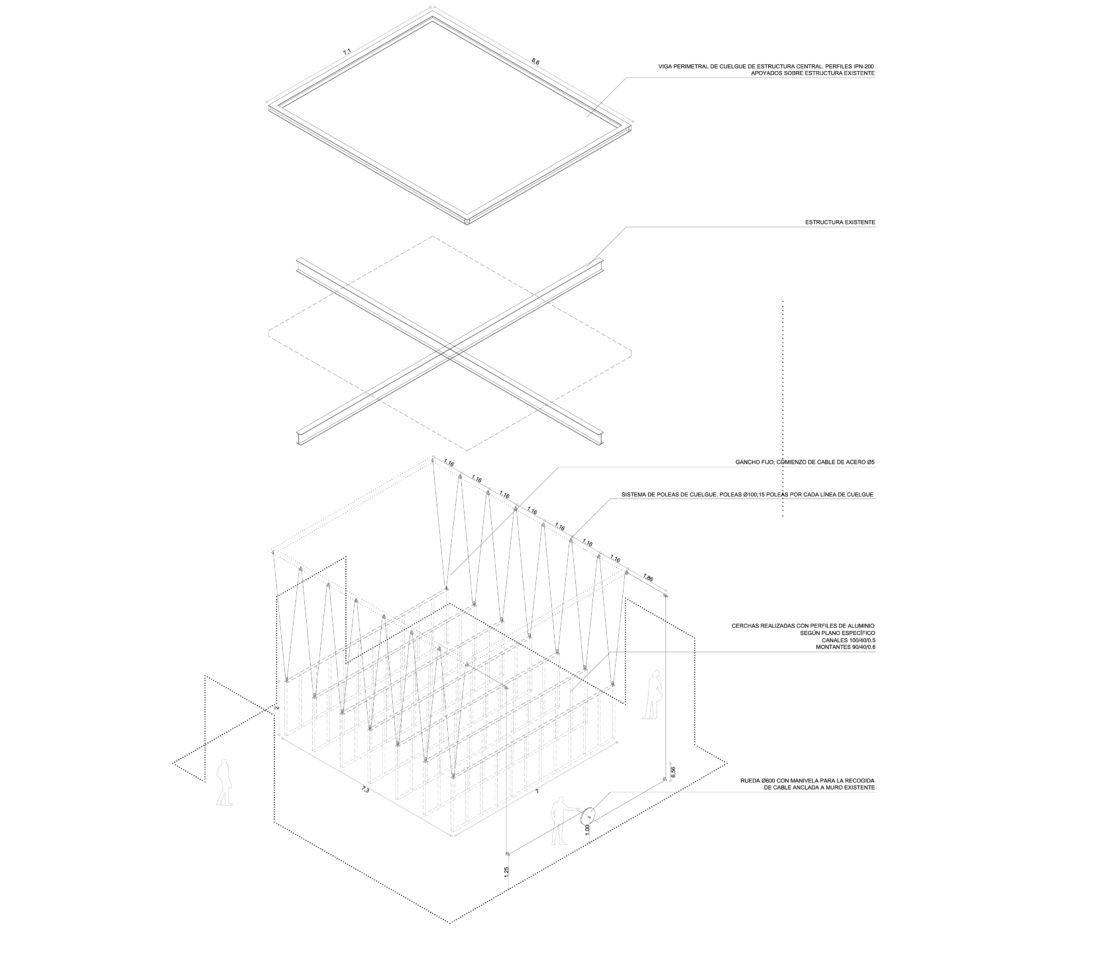 7.1
8.6
VIGA PERIMETRAL DE CUELGUE DE ESTRUCTURA CENTRAL. PERFILES IPN-200
APOYADOS SOBRE ESTRUCTURA EXISTENTE
ESTRUCTURA EXISTENTE
GANCHO FIJO; COMIENZO DE CABLE DE ACERO Ø5
1.16
1.16
1.16
1.16
1.16
1.16
1.16
1.86
SISTEMA DE POLEAS DE CUELGUE. POLEAS Ø100;15 POLEAS POR CADA LÍNEA DE CUELGUE
CERCHAS REALIZADAS CON PERFILES DE ALUMINIO
SEGÚN PLANO ESPECÍFICO
CANALES 100/40/0.5
MONTANTES 90/40/0.6
2
6.56
RUEDA Ø600 CON MANIVELA PARA LA RECOGIDA
DE CABLE ANCLADA A MURO EXISTENTE
7.3
7
1.00
1.25